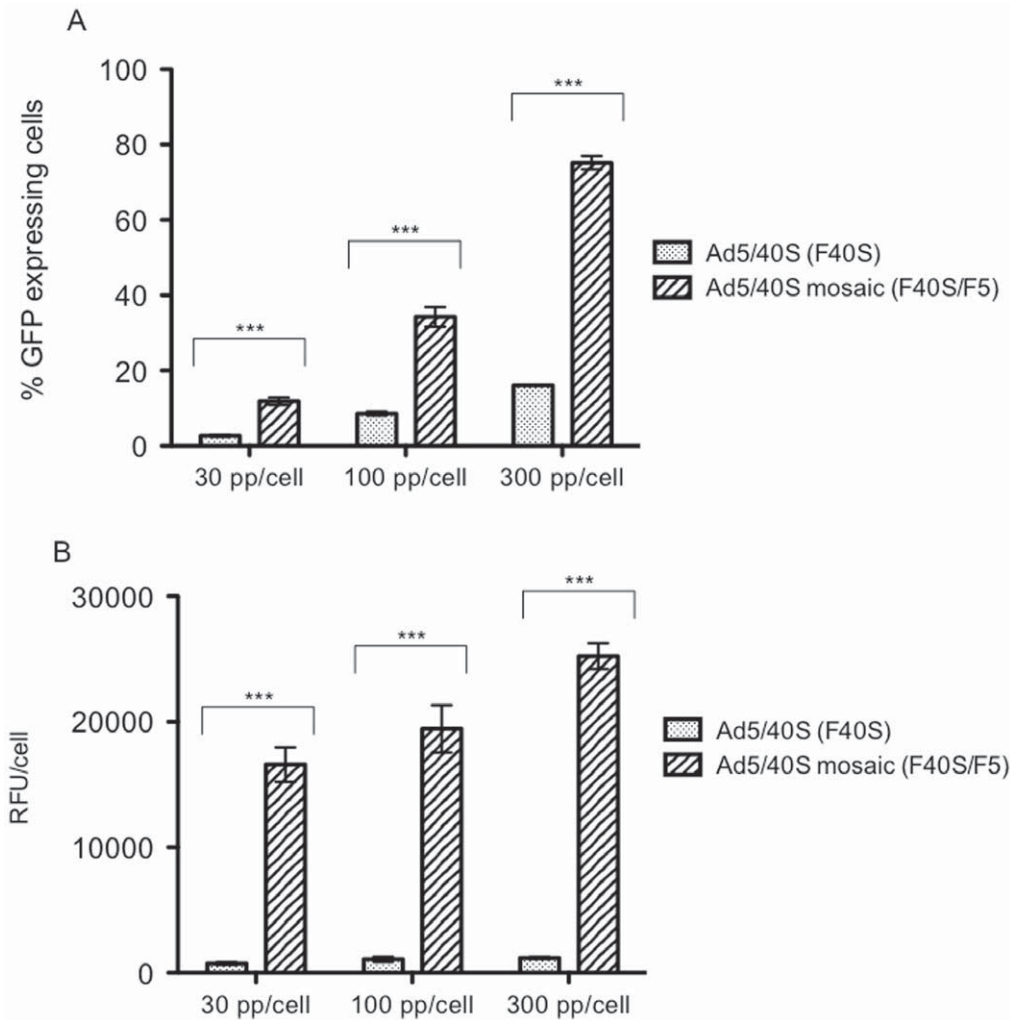 A
100
80
60
40
20
0
% GFP expressing cells
***
***
***
30 pp/cell
100 pp/cell
300 pp/cell
Ad5/40S (F40S)
Ad5/40S mosaic (F40S/F5)
B
30000
20000
10000
0
RFU/cell
***
***
***
30 pp/cell
100 pp/cell
300 pp/cell
Ad5/40S (F40S)
Ad5/40S mosaic (F40S/F5)